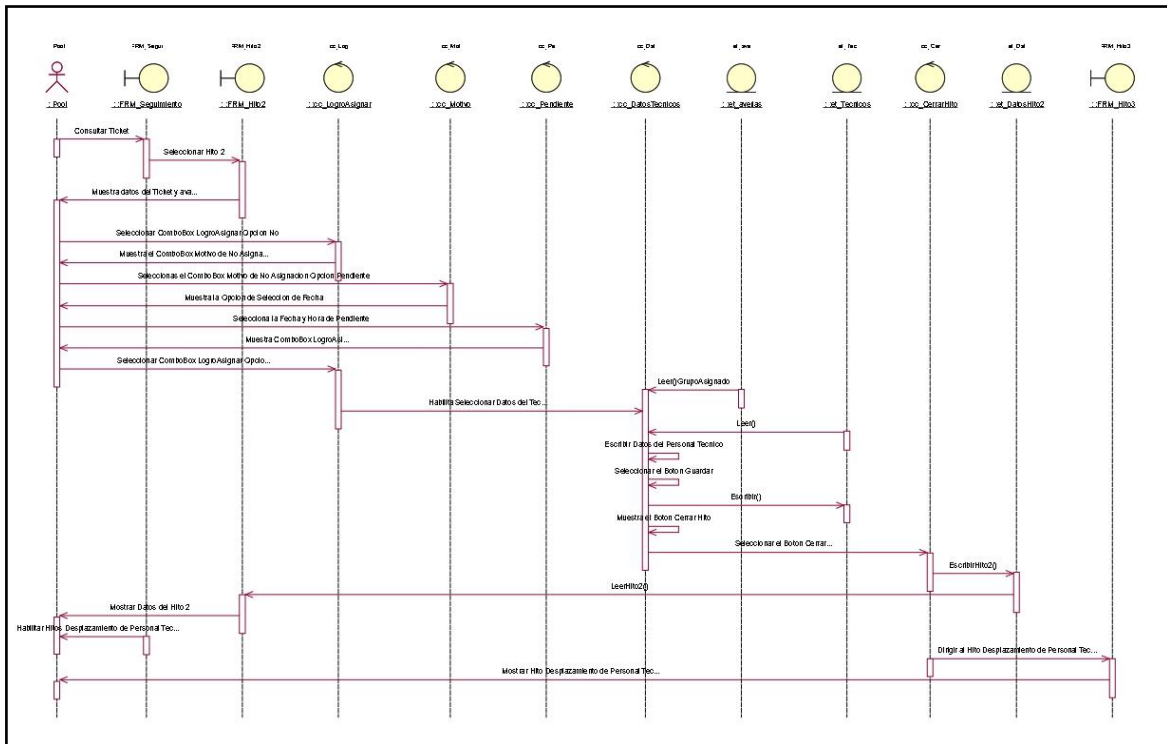 Pool FRM_Segui FRM_Hito2 cc_Log cc_Mot cc_Pe cc_Dat et_ave et_Tec cc_Cer et_Dat FRM_Hito3
: :Pool : :FRM_Seguimiento : :FRM_Hito2 : :cc_LogroAsignar : :cc_Motivo : :cc_Pendiente : :cc_DatosTecnicos : :et_averias : :et_Tecnicos : :cc_CerrarHito : :et_DatosHito2 : :FRM_Hito3
Consultar Ticket
Seleccionar Hito 2
Muestra datos del Ticket y ava...
Seleccionar ComboBox LogroAsignar Opcion No
Muestra el ComboBox Motivo de No Asigna...
Seleccionas el ComboBox Motivo de No Asignacion Opcion Pendiente
Muestra la Opcion de Seleccion de Fecha
Selecciona la Fecha y Hora de Pendiente
Muestra ComboBox LogroAsi...
Seleccionar ComboBox LogroAsignar Opcio...
Leer()GrupoAsignado
Habilita Seleccionar Datos del Tec...
Leer()
Escribir Datos del Personal Tecnico
Seleccionar el Boton Guardar
Escribir()
Muestra el Boton Cerrar Hito
Seleccionar el Boton Cerrar...
EscribirHito2()
LeerHito2()
Mostrar Datos del Hito 2
Habilitar Hitos Desplazamiento de Personal Tec...
Dirigir al Hito Desplazamiento de Personal Tec...
Mostrar Hito Desplazamiento de Personal Tec...